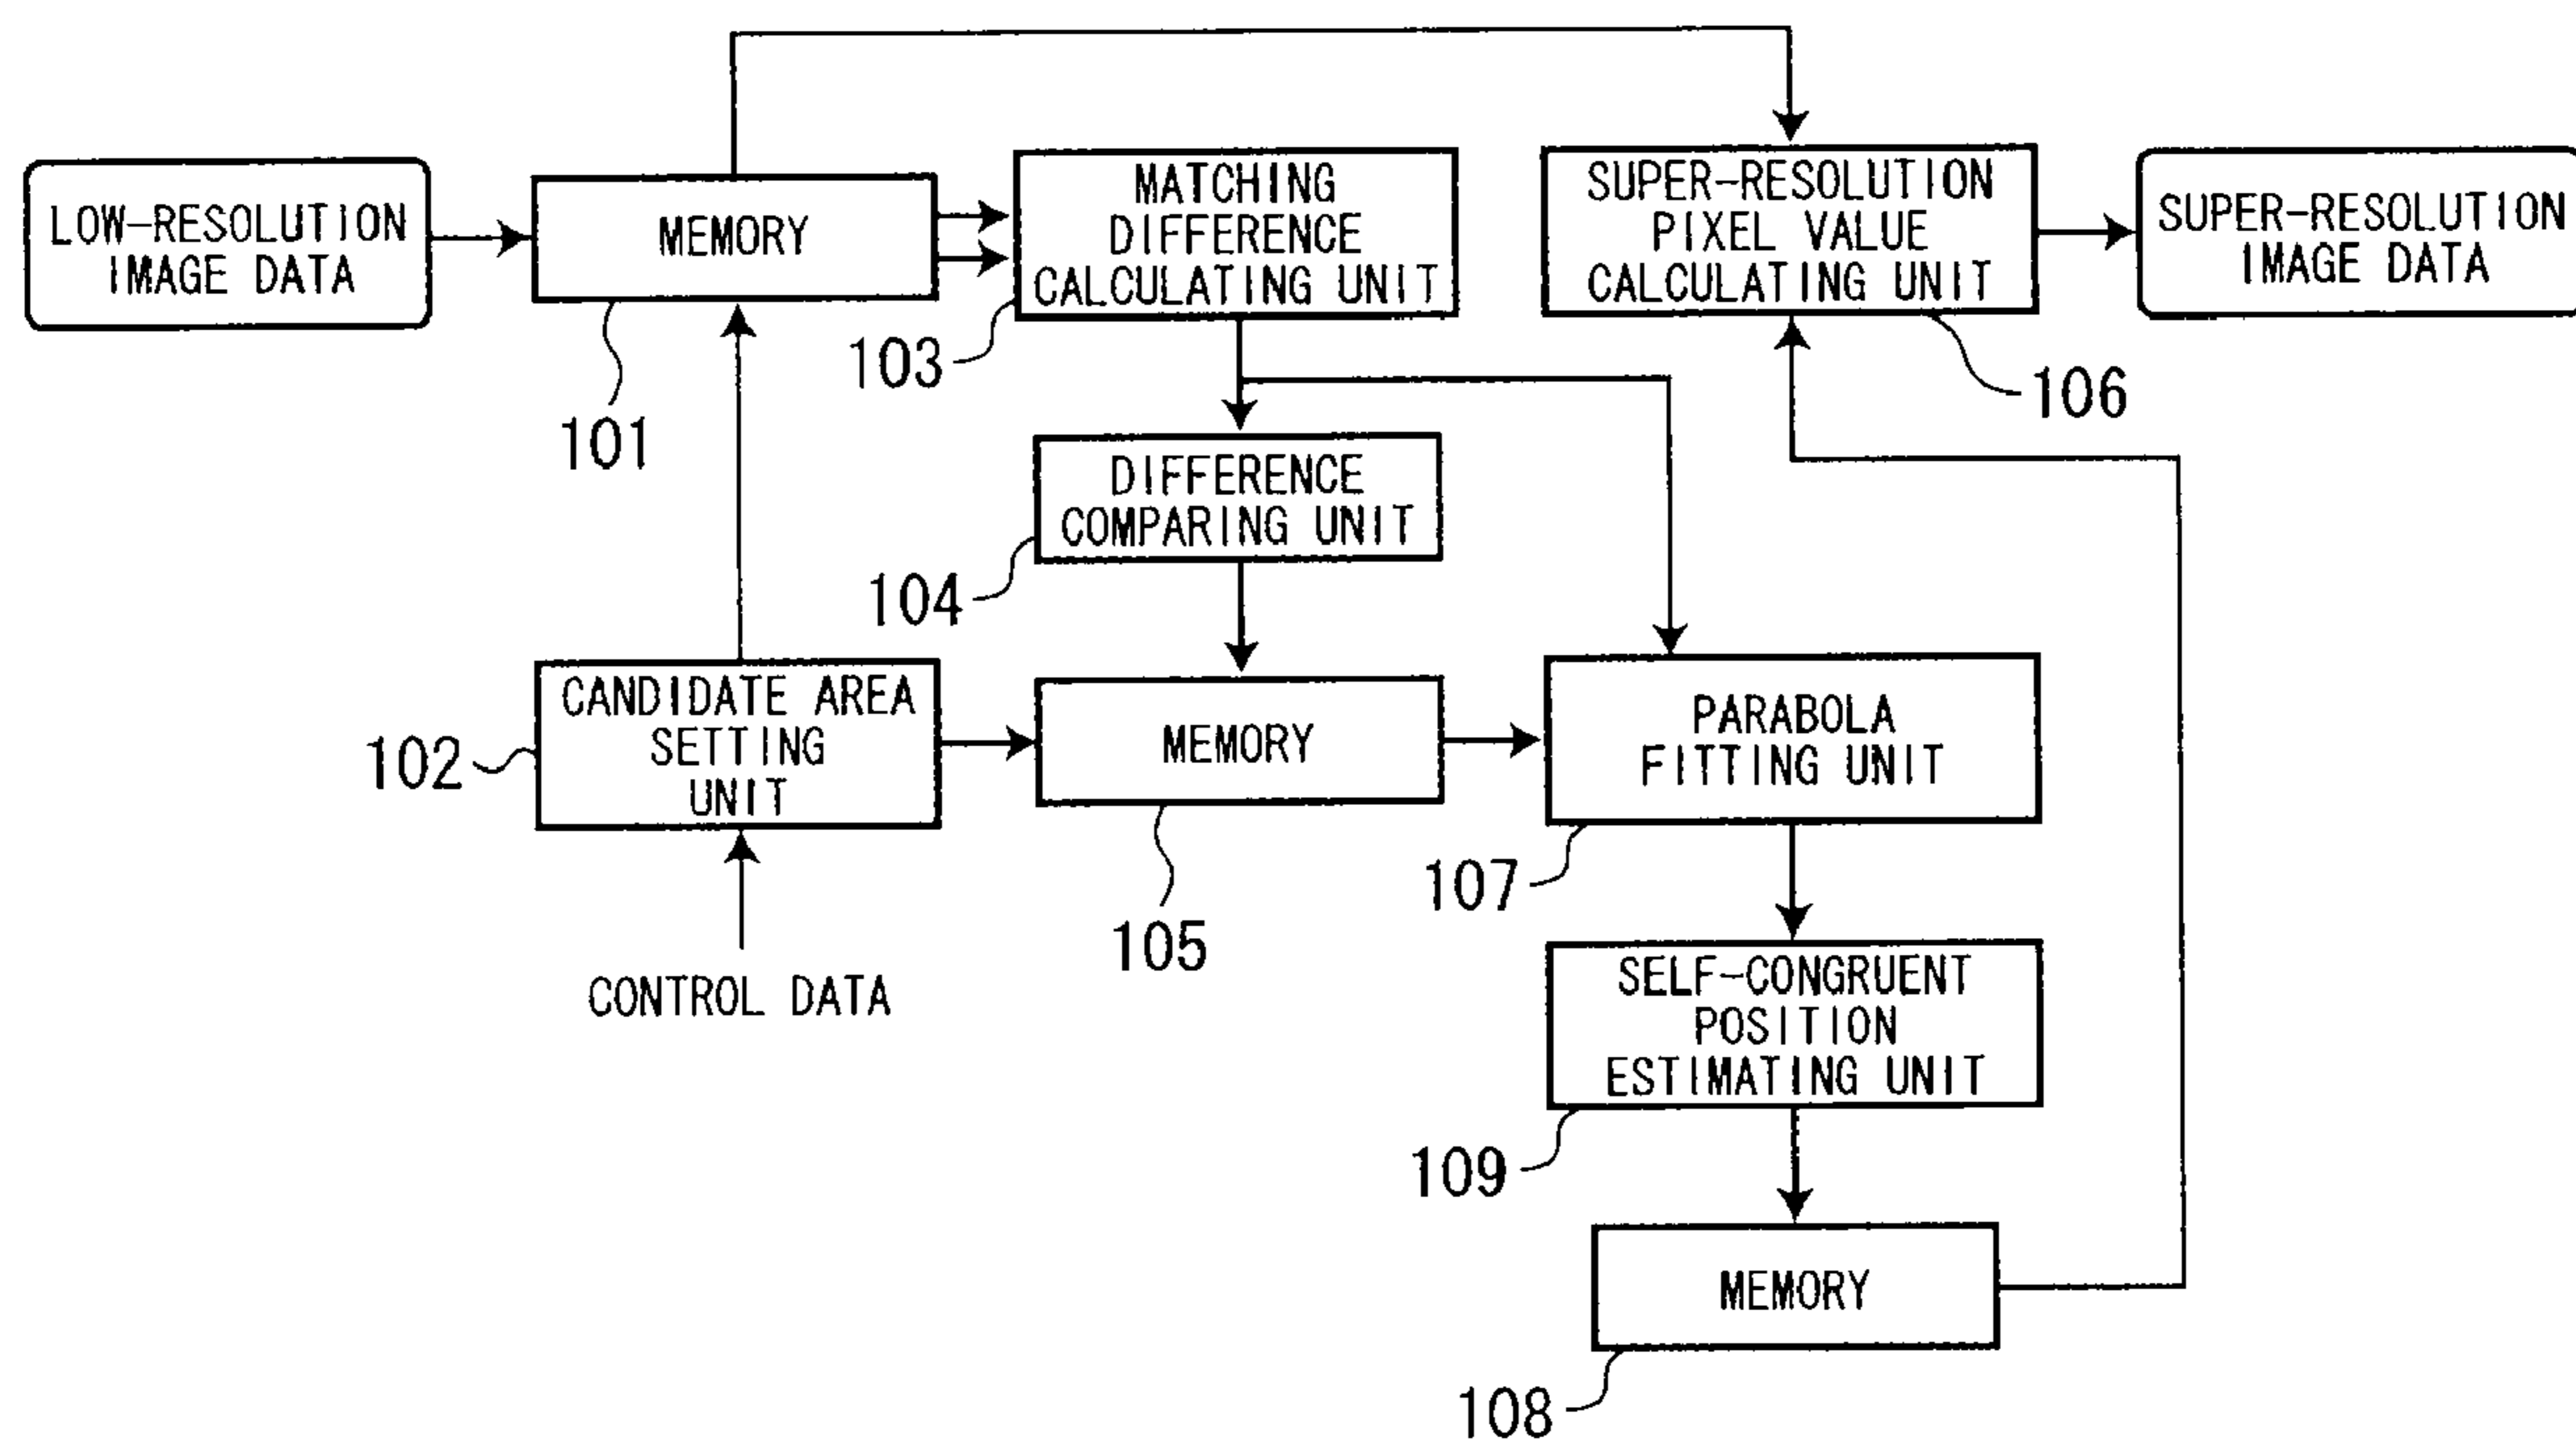 LOW-RESOLUTION
IMAGE DATA
MEMORY
101
MATCHING
DIFFERENCE
CALCULATING UNIT
103
SUPER-RESOLUTION
PIXEL VALUE
CALCULATING UNIT
106
SUPER-RESOLUTION
IMAGE DATA
DIFFERENCE
COMPARING UNIT
104
CANDIDATE AREA
SETTING
UNIT
102
CONTROL DATA
MEMORY
105
PARABOLA
FITTING UNIT
107
SELF-CONGRUENT
POSITION
ESTIMATING UNIT
109
MEMORY
108